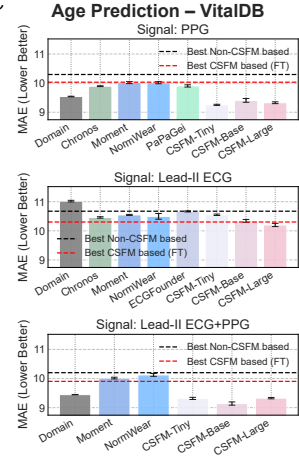 Age Prediction – VitalDB
Signal: PPG
MAE (Lower Better)
11
10
9
Best Non-CSFM based
Best CSFM based (FT)
Domain
Chronos
Moment
NormWear
PaPaGei
CSFM-Tiny
CSFM-Base
CSFM-Large
Signal: Lead-II ECG
MAE (Lower Better)
11
10
9
Best Non-CSFM based
Best CSFM based (FT)
Domain
Chronos
Moment
NormWear
ECGFounder
CSFM-Tiny
CSFM-Base
CSFM-Large
Signal: Lead-II ECG+PPG
MAE (Lower Better)
11
10
9
Best Non-CSFM based
Best CSFM based (FT)
Domain
Moment
NormWear
CSFM-Tiny
CSFM-Base
CSFM-Large